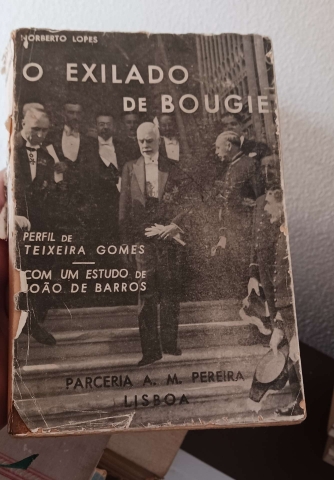 NORBERTO LOPES
O EXILADO
DE BOUGIE
PERFIL DE
TEIXEIRA GOMES
COM UM ESTUDO DE
JOÃO DE BARROS
PARCERIA A. M. PEREIRA
LISBOA